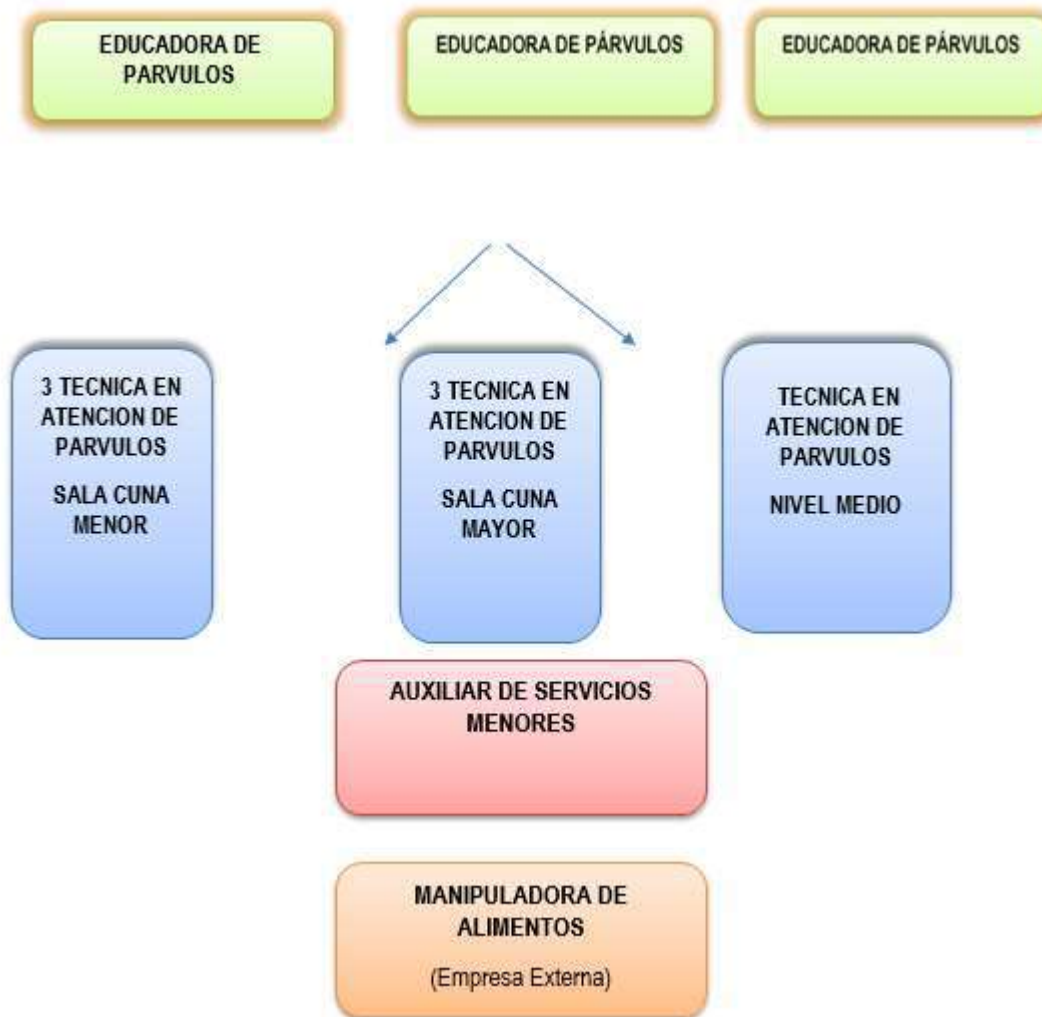 EDUCADORA DE
PARVULOS
EDUCADORA DE PÁRVULOS
EDUCADORA DE PÁRVULOS
3 TECNICA EN
ATENCION DE
PARVULOS
SALA CUNA
MENOR
3 TECNICA EN
ATENCION DE
PARVULOS
SALA CUNA
MAYOR
TECNICA EN
ATENCION DE
PARVULOS
NIVEL MEDIO
AUXILIAR DE SERVICIOS
MENORES
MANIPULADORA DE
ALIMENTOS
(Empresa Externa)